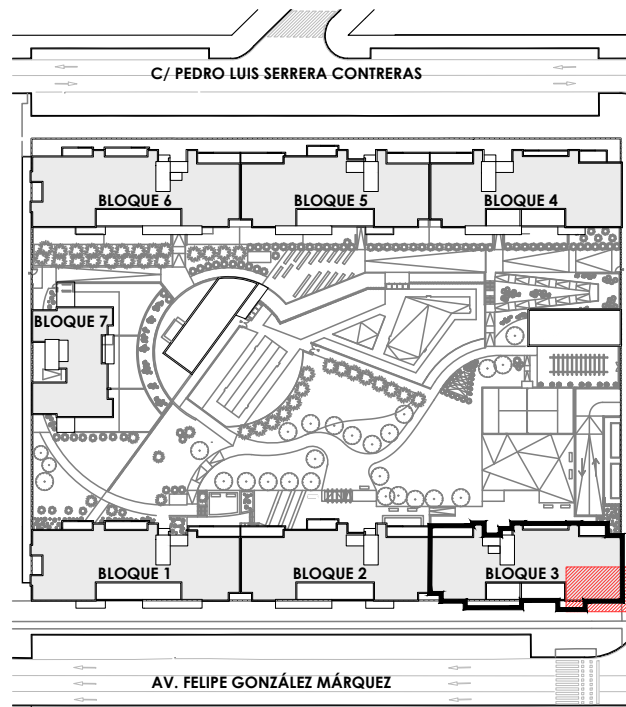 C/ PEDRO LUIS SERRERA CONTRERAS
BLOQUE 6
BLOQUE 5
BLOQUE 4
BLOQUE 7
BLOQUE 1
BLOQUE 2
BLOQUE 3
AV. FELIPE GONZÁLEZ MÁRQUEZ